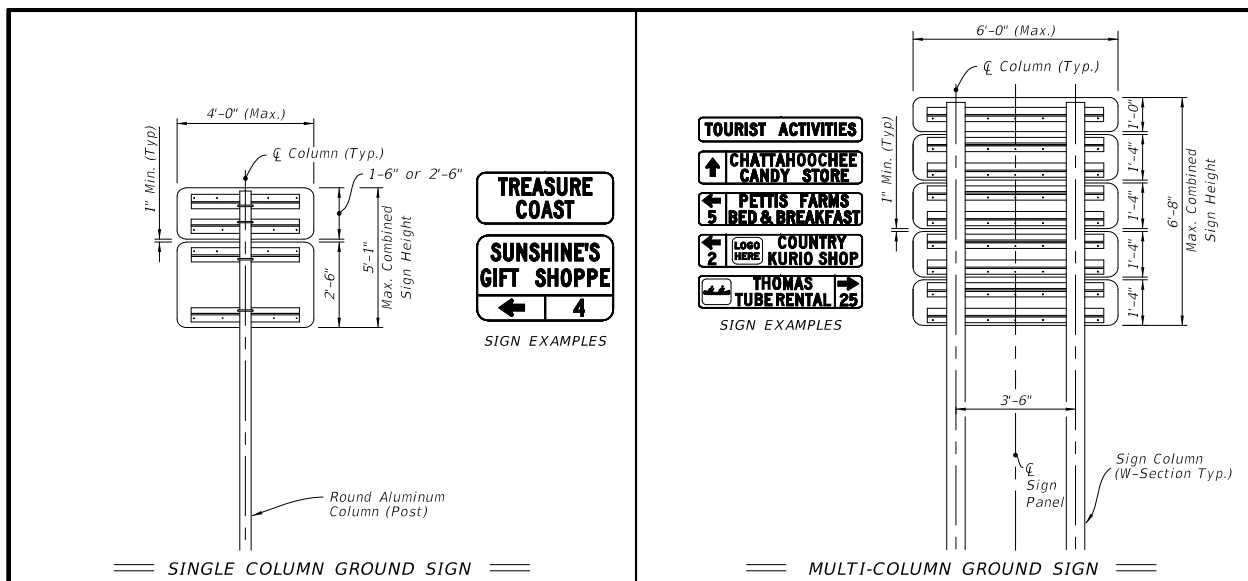 4'-0" (Max.)
1" Min. (Typ)
℄ Column (Typ.)
1-6" or 2'-6"
2'-6"
5'-1"
Max. Combined
Sign Height
TREASURE
COAST
SUNSHINE'S
GIFT SHOPPE
← 4
SIGN EXAMPLES
Round Aluminum
Column (Post)
SINGLE COLUMN GROUND SIGN
6'-0" (Max.)
℄ Column (Typ.)
TOURIST ACTIVITIES
↑ CHATTAHOOCHEE
CANDY STORE
← PETTIS FARMS
5 BED & BREAKFAST
← LOGO COUNTRY
2 HERE KURIO SHOP
THOMAS →
TUBE RENTAL 25
SIGN EXAMPLES
1" Min. (Typ)
1'-0"
1'-4"
1'-4"
1'-4"
1'-4"
6'-8"
Max. Combined
Sign Height
3'-6"
℄
Sign
Panel
Sign Column
(W-Section Typ.)
MULTI-COLUMN GROUND SIGN